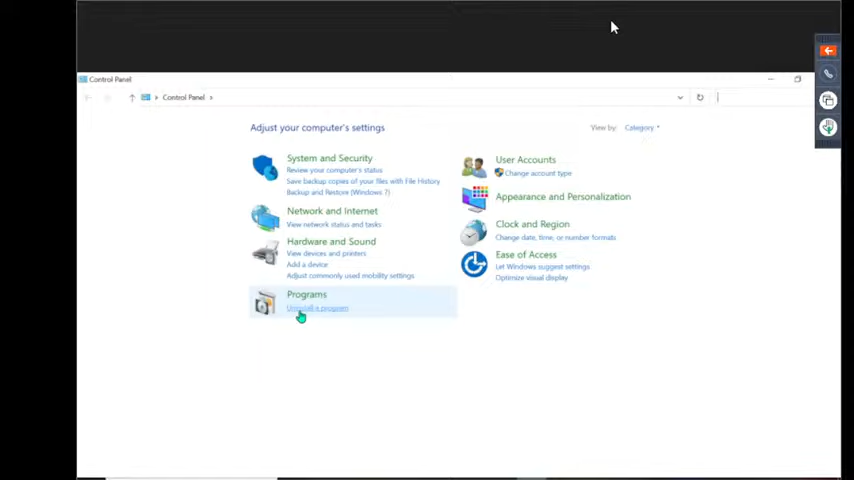 Control Panel
Control Panel
Adjust your computer's settings
View by: Category
System and Security
Review your computer's status
Save backup copies of your files with File History
Backup and Restore (Windows 7)
Network and Internet
View network status and tasks
Hardware and Sound
View devices and printers
Add a device
Adjust commonly used mobility settings
Programs
Uninstall a program
User Accounts
Change account type
Appearance and Personalization
Clock and Region
Change date, time, or number formats
Ease of Access
Let Windows suggest settings
Optimize visual display